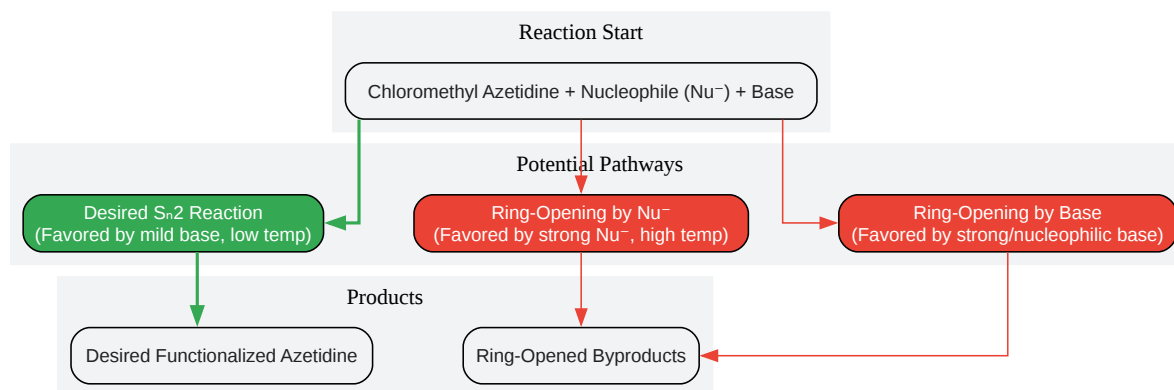 Reaction Start
Chloromethyl Azetidine + Nucleophile (Nu⁻) + Base
Potential Pathways
Desired Sₙ2 Reaction
(Favored by mild base, low temp)
Ring-Opening by Nu⁻
(Favored by strong Nu⁻, high temp)
Ring-Opening by Base
(Favored by strong/nucleophilic base)
Products
Desired Functionalized Azetidine
Ring-Opened Byproducts